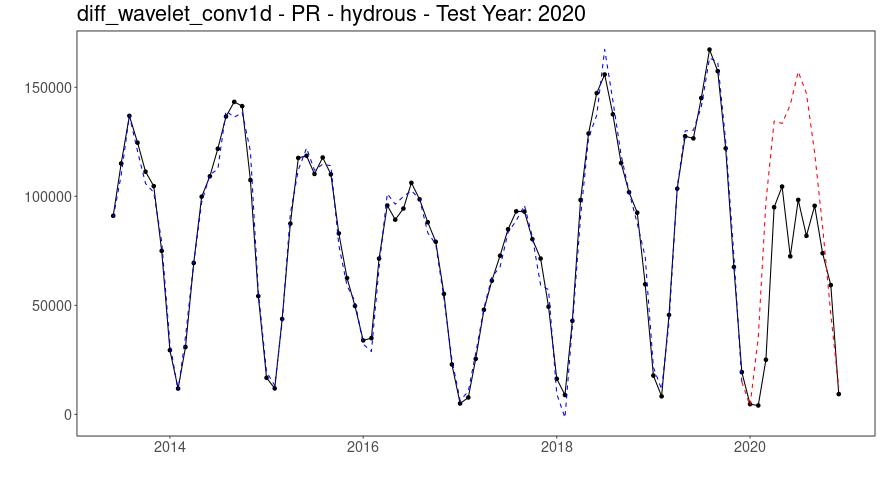 diff_wavelet_conv1d - PR - hydrous - Test Year: 2020
150000
100000
50000
0
2014 2016 2018 2020